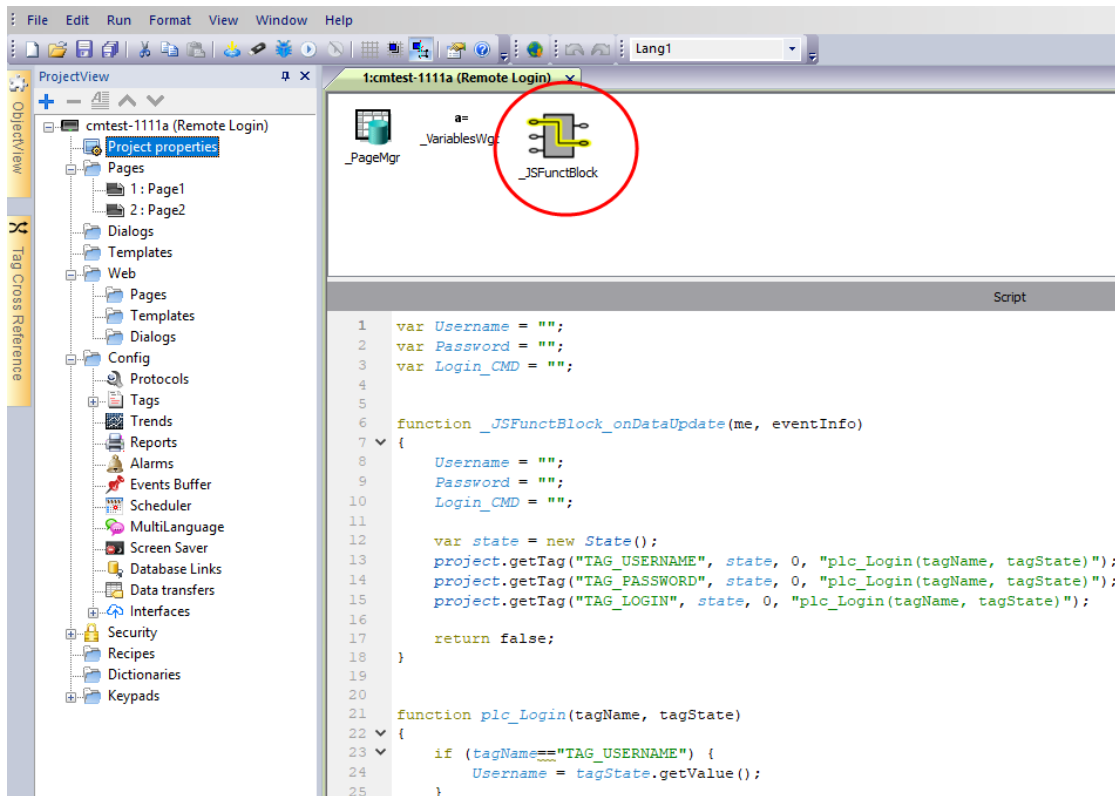 File Edit Run Format View Window Help
Lang1
ProjectView
1:cmtest-1111a (Remote Login)
ObjectView
Tag Cross Reference
cmtest-1111a (Remote Login)
Project properties
Pages
1 : Page1
2 : Page2
Dialogs
Templates
Web
Pages
Templates
Dialogs
Config
Protocols
Tags
Trends
Reports
Alarms
Events Buffer
Scheduler
MultiLanguage
Screen Saver
Database Links
Data transfers
Interfaces
Security
Recipes
Dictionaries
Keypads
a=
_PageMgr
_VariablesWgt
_JSFunctBlock
Script
1 var Username = "";
2 var Password = "";
3 var Login_CMD = "";
4
5
6 function _JSFunctBlock_onDataUpdate(me, eventInfo)
7 {
8 Username = "";
9 Password = "";
10 Login_CMD = "";
11
12 var state = new State();
13 project.getTag("TAG_USERNAME", state, 0, "plc_Login(tagName, tagState)");
14 project.getTag("TAG_PASSWORD", state, 0, "plc_Login(tagName, tagState)");
15 project.getTag("TAG_LOGIN", state, 0, "plc_Login(tagName, tagState)");
16
17 return false;
18 }
19
20
21 function plc_Login(tagName, tagState)
22 {
23 if (tagName=="TAG_USERNAME") {
24 Username = tagState.getValue();
25 }